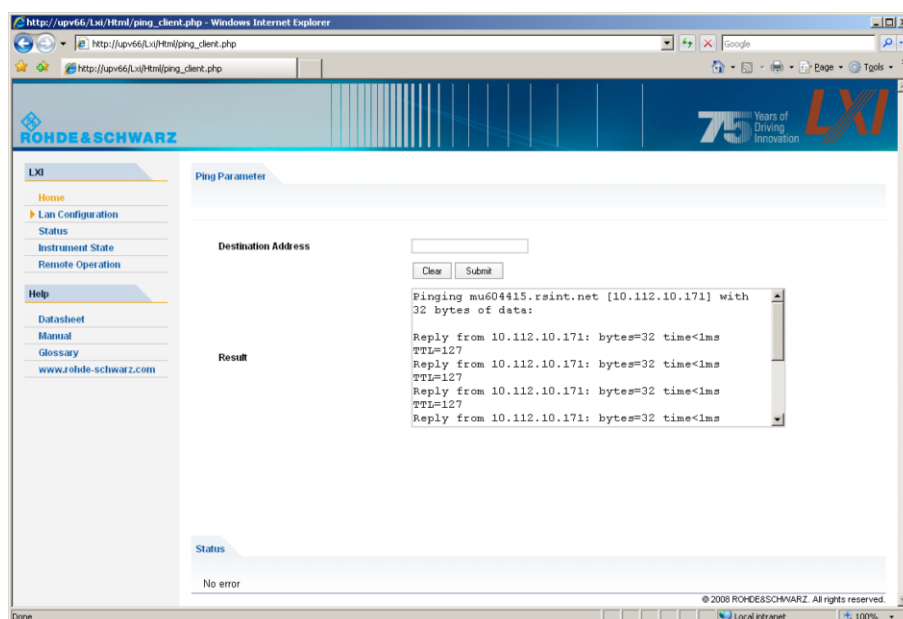 http://upv66/Lxi/Html/ping_client.php - Windows Internet Explorer
http://upv66/Lxi/Html/ping_client.php
Google
http://upv66/Lxi/Html/ping_client.php
Page
Tools
ROHDE&SCHWARZ
75 Years of
Driving
Innovation
LXI
LXI
Home
Lan Configuration
Status
Instrument State
Remote Operation
Help
Datasheet
Manual
Glossary
www.rohde-schwarz.com
Ping Parameter
Destination Address
Clear
Submit
Result
Pinging mu604415.rsint.net [10.112.10.171] with
32 bytes of data:
Reply from 10.112.10.171: bytes=32 time<1ms
TTL=127
Reply from 10.112.10.171: bytes=32 time<1ms
TTL=127
Reply from 10.112.10.171: bytes=32 time<1ms
TTL=127
Reply from 10.112.10.171: bytes=32 time<1ms
Status
No error
© 2008 ROHDE&SCHWARZ. All rights reserved.
Done
Local intranet
100%